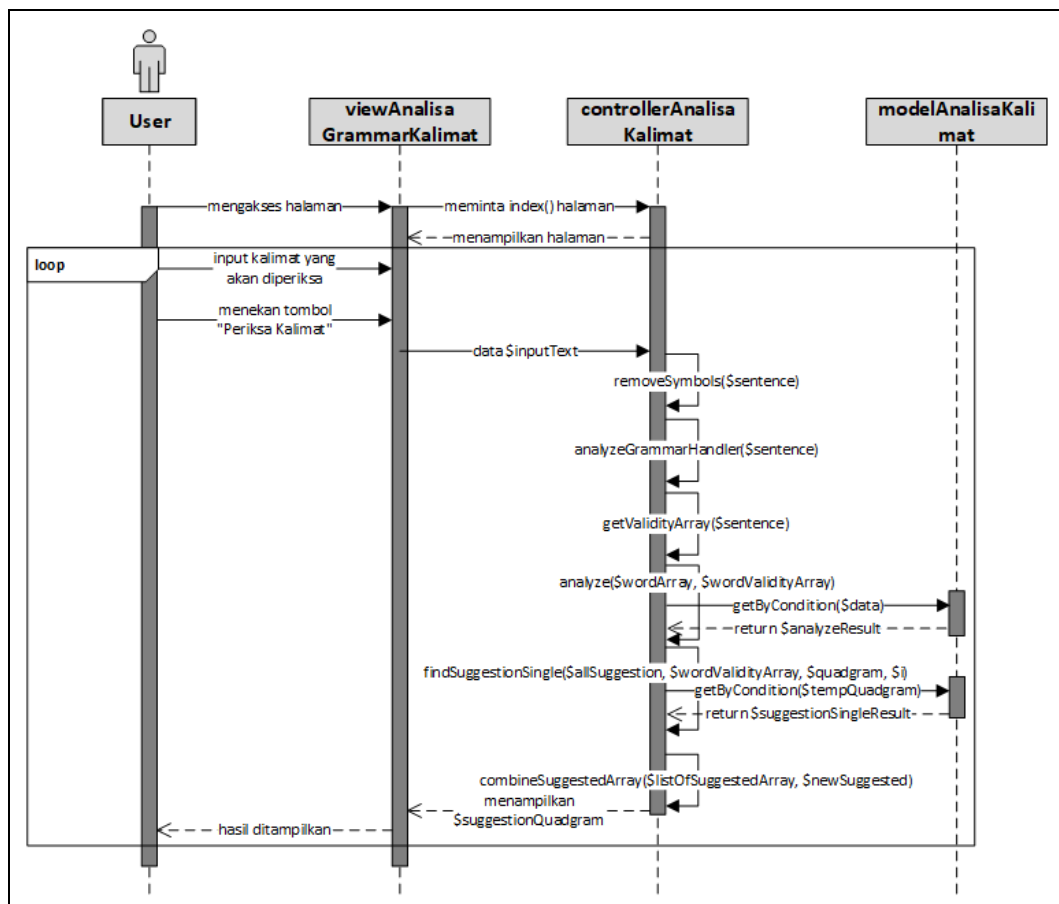 User
viewAnalisa
GrammarKalimat
controllerAnalisa
Kalimat
modelAnalisaKali
mat
mengakses halaman
meminta index() halaman
menampilkan halaman
loop
input kalimat yang
akan diperiksa
menekan tombol
"Periksa Kalimat"
data $inputText
removeSymbols($sentence)
analyzeGrammarHandler($sentence)
getValidityArray($sentence)
analyze($wordArray, $wordValidityArray)
getByCondition($data)
return $analyzeResult
findSuggestionSingle($allSuggestion, $wordValidityArray, $quadgram, $i)
getByCondition($tempQuadgram)
return $suggestionSingleResult
combineSuggestedArray($listOfSuggestedArray, $newSuggested)
menampilkan
$suggestionQuadgram
hasil ditampilkan